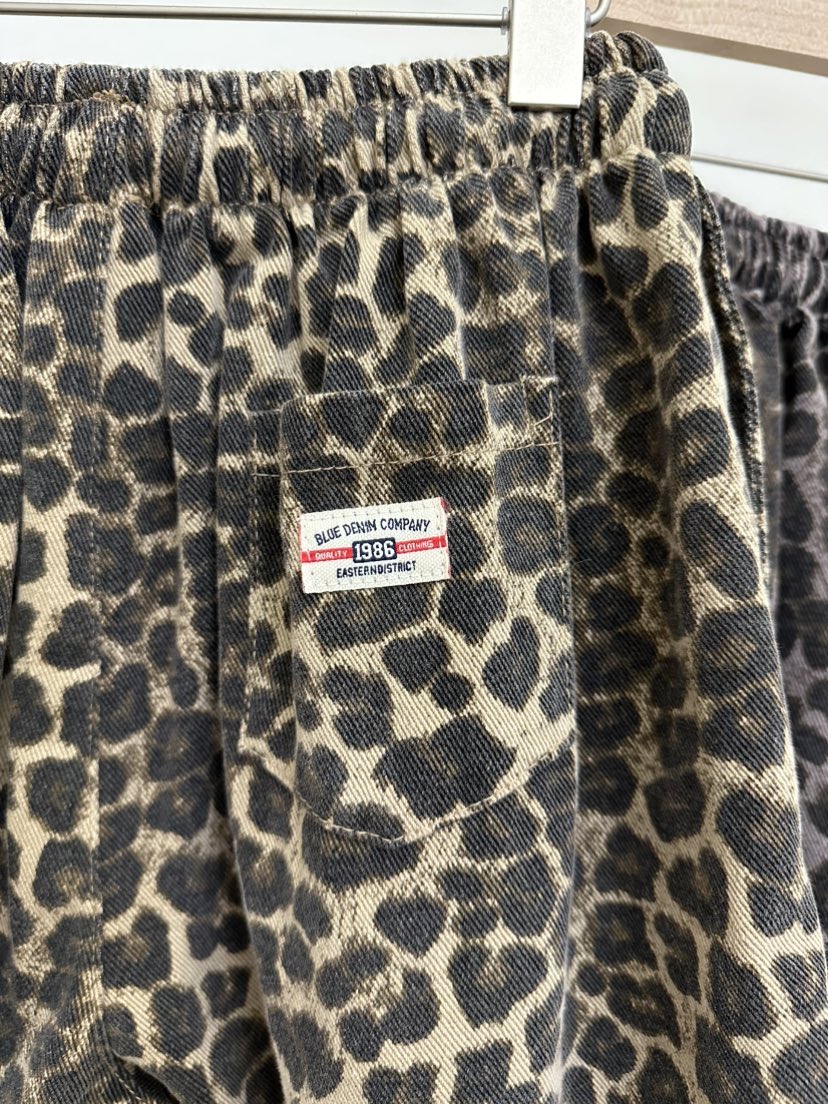 BLUE DENIM COMPANY
QUALITY 1986 CLOTHING
EASTERNDISTRICT